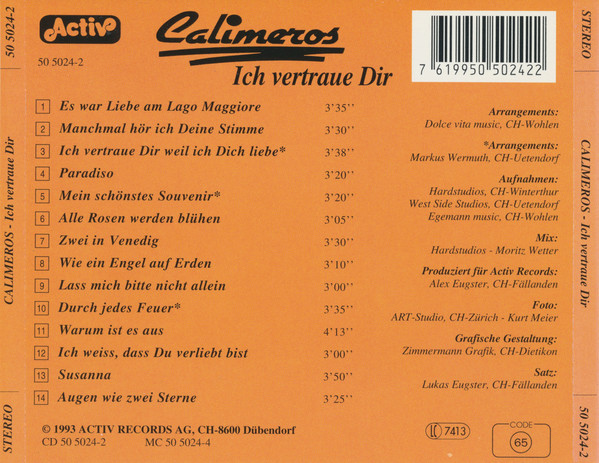 50 5024-2
CALIMEROS - Ich vertraue Dir
STEREO
Activ
50 5024-2
Calimeros
Ich vertraue Dir
7 619950 502422
1 Es war Liebe am Lago Maggiore 3'35''
2 Manchmal hör ich Deine Stimme 3'30''
3 Ich vertraue Dir weil ich Dich liebe* 3'38''
4 Paradiso 3'20''
5 Mein schönstes Souvenir* 3'20''
6 Alle Rosen werden blühen 3'05''
7 Zwei in Venedig 3'30''
8 Wie ein Engel auf Erden 3'10''
9 Lass mich bitte nicht allein 3'00''
10 Durch jedes Feuer* 3'35''
11 Warum ist es aus 4'13''
12 Ich weiss, dass Du verliebt bist 3'00''
13 Susanna 3'50''
14 Augen wie zwei Sterne 3'25''
Arrangements:
Dolce vita music, CH-Wohlen
*Arrangements:
Markus Wermuth, CH-Uetendorf
Aufnahmen:
Hardstudios, CH-Winterthur
West Side Studios, CH-Uetendorf
Egemann music, CH-Wohlen
Mix:
Hardstudios - Moritz Wetter
Produziert für Activ Records:
Alex Eugster, CH-Fällanden
Foto:
ART-Studio, CH-Zürich - Kurt Meier
Grafische Gestaltung:
Zimmermann Grafik, CH-Dietikon
Satz:
Lukas Eugster, CH-Fällanden
© 1993 ACTIV RECORDS AG, CH-8600 Dübendorf
CD 50 5024-2 MC 50 5024-4
LC 7413
CODE
65
STEREO
CALIMEROS - Ich vertraue Dir
50 5024-2